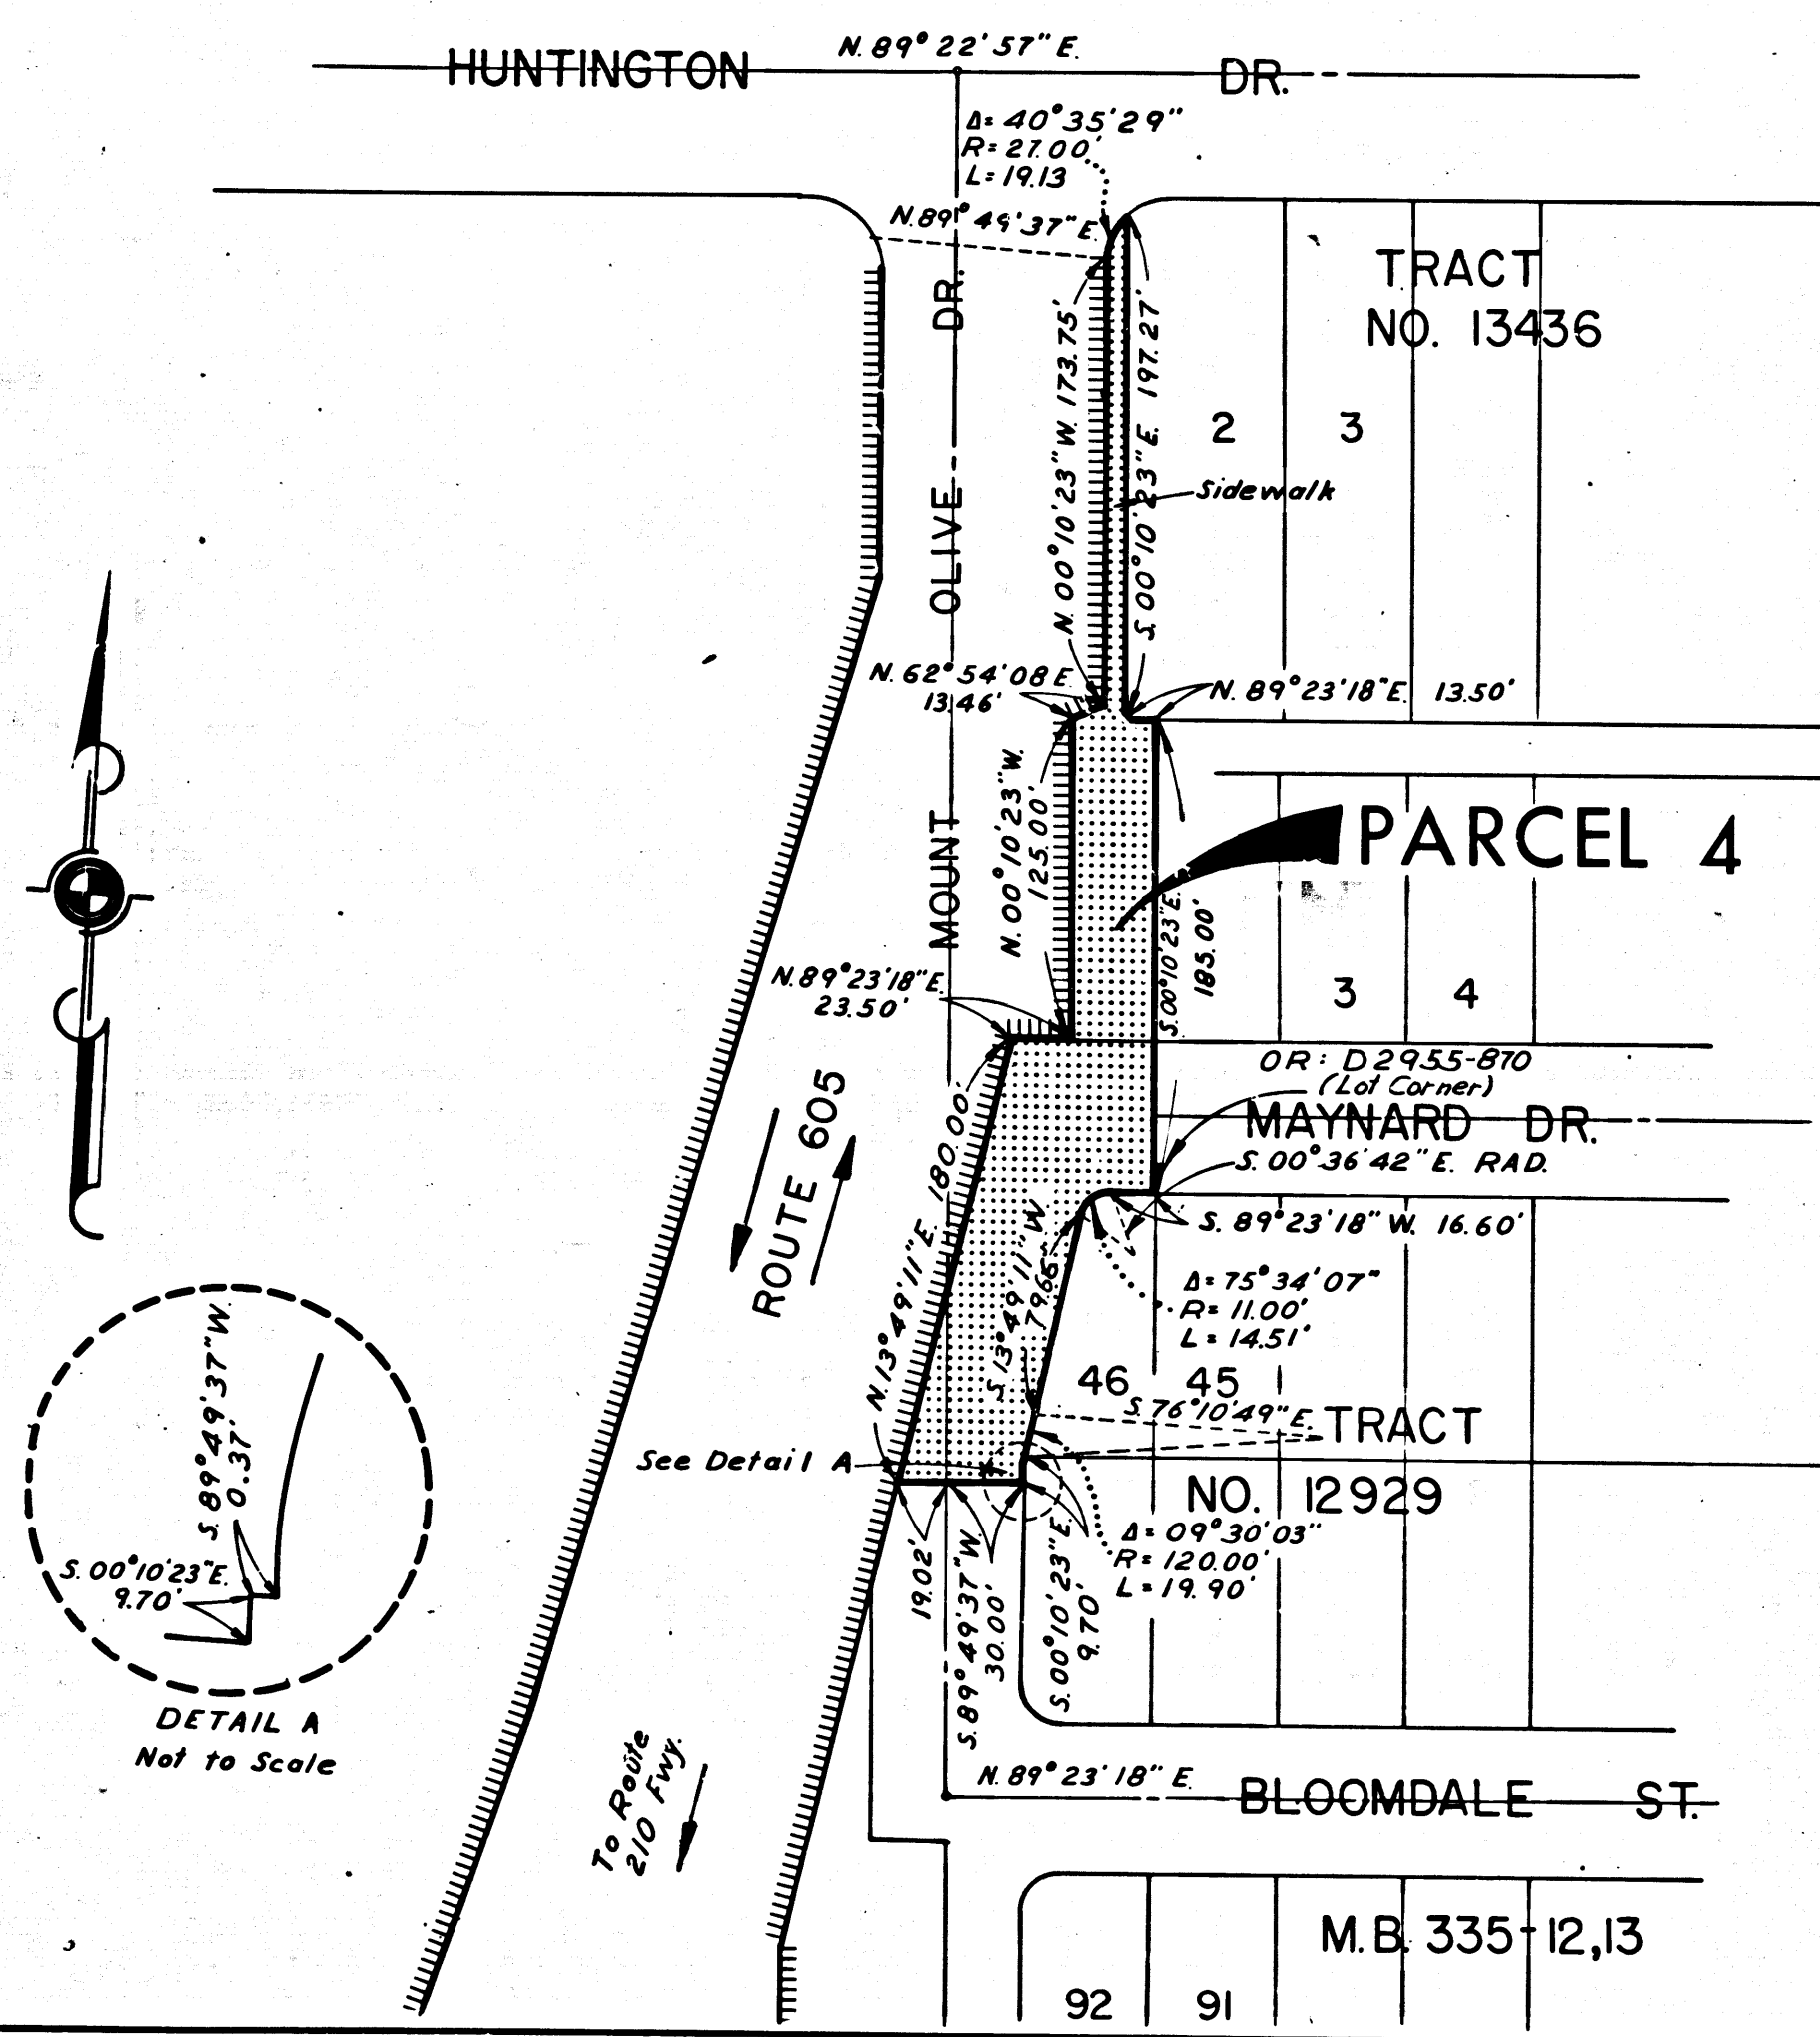 N. 89° 22' 57" E.
HUNTINGTON DR.
Δ= 40° 35' 29"
R= 27.00'
L= 19.13
N. 89° 49' 37" E.
TRACT
NO. 13436
MOUNT OLIVE DR.
N. 00° 10' 23" W. 173.75'
S. 00° 10' 23" E. 197.27'
2
3
Sidewalk
N. 62° 54' 08 E.
13.46'
N. 89° 23' 18" E. 13.50'
N. 00° 10' 23" W.
125.00'
PARCEL 4
S. 00° 10' 23" E.
185.00'
N. 89° 23' 18" E.
23.50'
3
4
OR: D 2955-870
(Lot Corner)
MAYNARD DR.
S. 00° 36' 42" E. RAD.
ROUTE 605
N. 13° 49' 11" E. 180.00'
S. 13° 49' 11" W
79.66'
S. 89° 23' 18" W. 16.60'
Δ= 75° 34' 07"
R= 11.00'
L= 14.51'
46
45
S. 76° 10' 49" E.
TRACT
NO. 12929
See Detail A
S. 89° 49' 37" W.
0.37'
S. 00° 10' 23" E.
9.70'
DETAIL A
Not to Scale
19.02'
S. 89° 49' 37" W.
30.00'
S. 00° 10' 23" E.
9.70'
Δ= 09° 30' 03"
R= 120.00'
L= 19.90'
To Route
210 Fwy.
N. 89° 23' 18" E.
BLOOMDALE ST.
M.B. 335-12,13
92
91